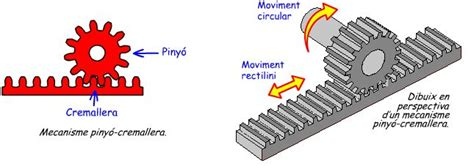 Pinyó
Cremallera
Mecanisme pinyó-cremallera.
Moviment
circular
Moviment
rectilini
Dibuix en
perspectiva
d'un mecanisme
pinyó-cremallera.